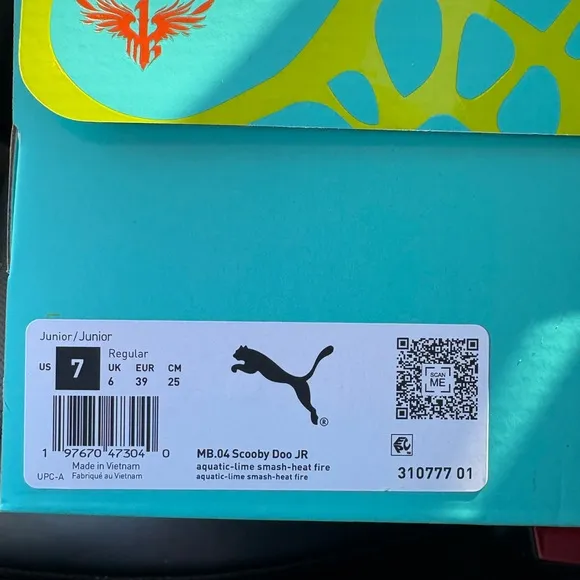 Junior/Junior
US 7 Regular
UK EUR CM
6 39 25
1 97670 47304 0
UPC-A Made in Vietnam
Fabriqué au Vietnam
MB.04 Scooby Doo JR
aquatic-lime smash-heat fire
aquatic-lime smash-heat fire
SCAN
ME
310777 01
®